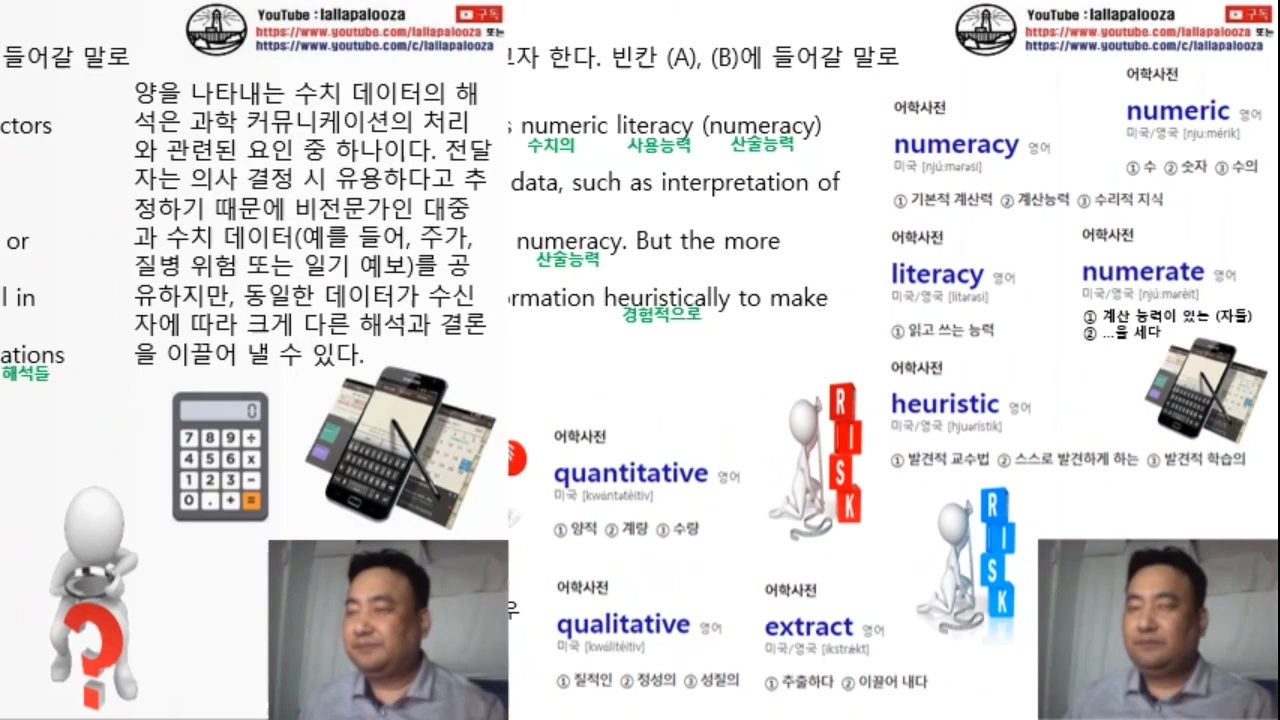 YouTube : lallapalooza
구독
https://www.youtube.com/lallapalooza 또는
https://www.youtube.com/c/lallapalooza
들어갈 말로
양을 나타내는 수치 데이터의 해
석은 과학 커뮤니케이션의 처리
와 관련된 요인 중 하나이다. 전달
자는 의사 결정 시 유용하다고 추
정하기 때문에 비전문가인 대중
과 수치 데이터(예를 들어, 주가,
질병 위험 또는 일기 예보)를 공
유하지만, 동일한 데이터가 수신
자에 따라 크게 다른 해석과 결론
을 이끌어 낼 수 있다.
ctors
or
l in
ations
해석들
0
7 8 9 ÷
4 5 6 x
1 2 3 −
0 . + =
고자 한다. 빈칸 (A), (B)에 들어갈 말로
s numeric literacy (numeracy)
수치의 사용능력 산술능력
data, such as interpretation of
numeracy. But the more
산술능력
ormation heuristically to make
경험적으로
RISK
어학사전
quantitative 영어
미국 [kwάntətèitiv]
① 양적 ② 계량 ③ 수량
우
어학사전
qualitative 영어
미국 [kwάlitèitiv]
① 질적인 ② 정성의 ③ 성질의
어학사전
extract 영어
미국/영국 [ikstrǽkt]
① 추출하다 ② 이끌어 내다
YouTube : lallapalooza
구독
https://www.youtube.com/lallapalooza 또는
https://www.youtube.com/c/lallapalooza
어학사전
numeracy 영어
미국 [njú:mərəsi]
① 기본적 계산력 ② 계산능력 ③ 수리적 지식
어학사전
numeric 영어
미국/영국 [nju:mérik]
① 수 ② 숫자 ③ 수의
어학사전
literacy 영어
미국/영국 [lítərəsi]
① 읽고 쓰는 능력
어학사전
numerate 영어
미국/영국 [njú:mərèit]
① 계산 능력이 있는 (자들)
② ...을 세다
어학사전
heuristic 영어
미국/영국 [hjuərístik]
① 발견적 교수법 ② 스스로 발견하게 하는 ③ 발견적 학습의
RISK